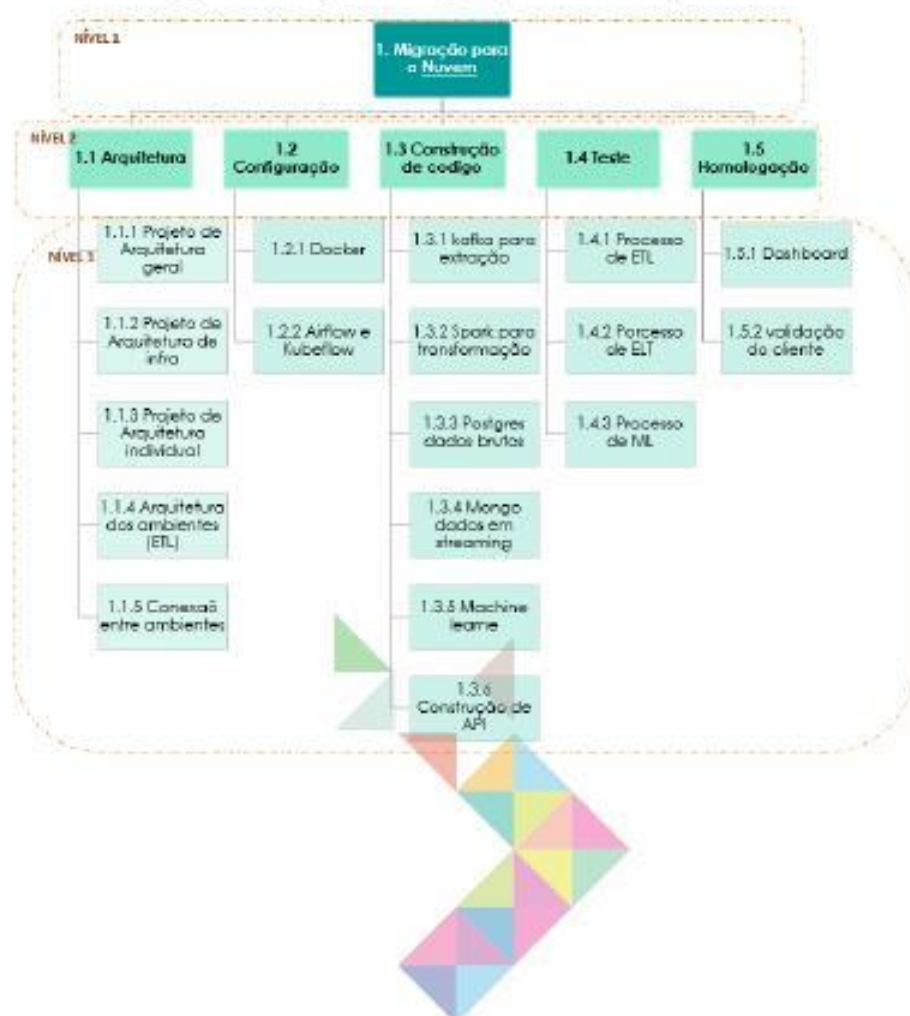 NÍVEL 1
1. Migração para
a Nuvem
NÍVEL 2
1.1 Arquitetura
1.2
Configuração
1.3 Construção
de codigo
1.4 Teste
1.5
Homologação
NÍVEL 3
1.1.1 Projeto de
Arquitetura
geral
1.1.2 Projeto de
Arquitetura de
infra
1.1.3 Projeto de
Arquitetura
individual
1.1.4 Arquitetura
dos ambientes
(ETL)
1.1.5 Conexaõ
entre ambientes
1.2.1 Docker
1.2.2 Airflow e
Kubeflow
1.3.1 kafka para
extração
1.3.2 Spark para
transformação
1.3.3 Postgres
dados brutos
1.3.4 Mongo
dados em
streaming
1.3.5 Machine
learne
1.3.6
Construção de
API
1.4.1 Processo
de ETL
1.4.2 Porcesso
de ELT
1.4.3 Processo
de ML
1.5.1 Dashboard
1.5.2 validação
do cliente